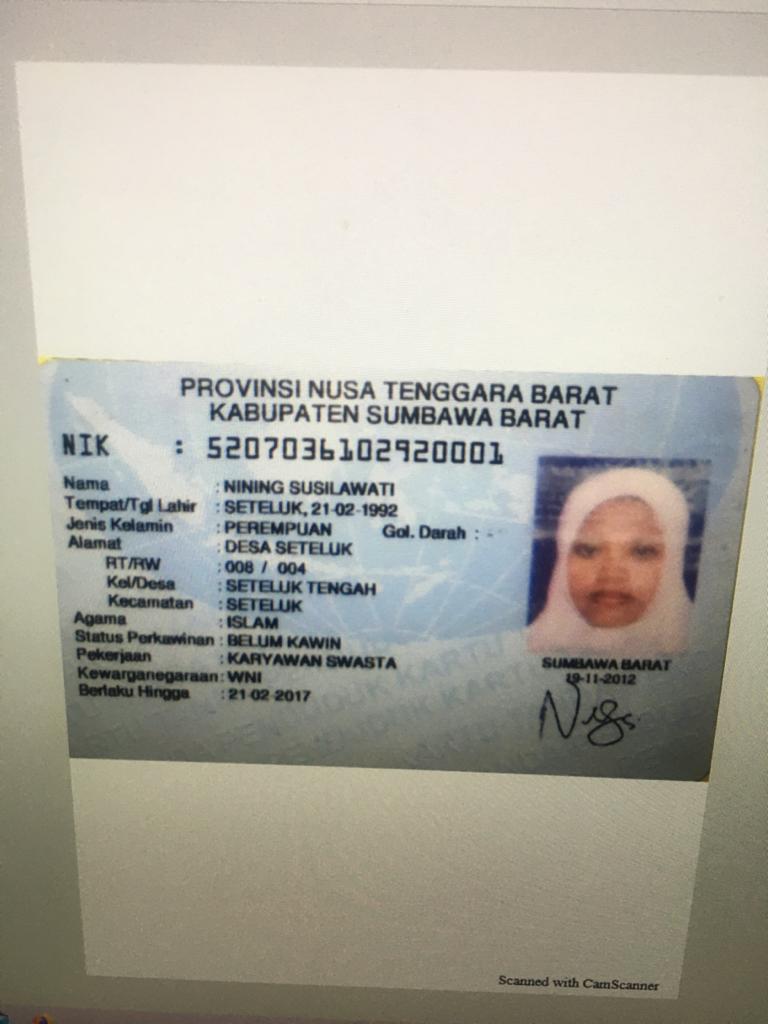 PROVINSI NUSA TENGGARA BARAT
KABUPATEN SUMBAWA BARAT
NIK : 5207036102920001
Nama : NINING SUSILAWATI
Tempat/Tgl Lahir : SETELUK, 21-02-1992
Jenis Kelamin : PEREMPUAN Gol. Darah : -
Alamat : DESA SETELUK
RT/RW : 008 / 004
Kel/Desa : SETELUK TENGAH
Kecamatan : SETELUK
Agama : ISLAM
Status Perkawinan : BELUM KAWIN
Pekerjaan : KARYAWAN SWASTA
Kewarganegaraan : WNI
Berlaku Hingga : 21-02-2017
SUMBAWA BARAT
19-11-2012
Scanned with CamScanner